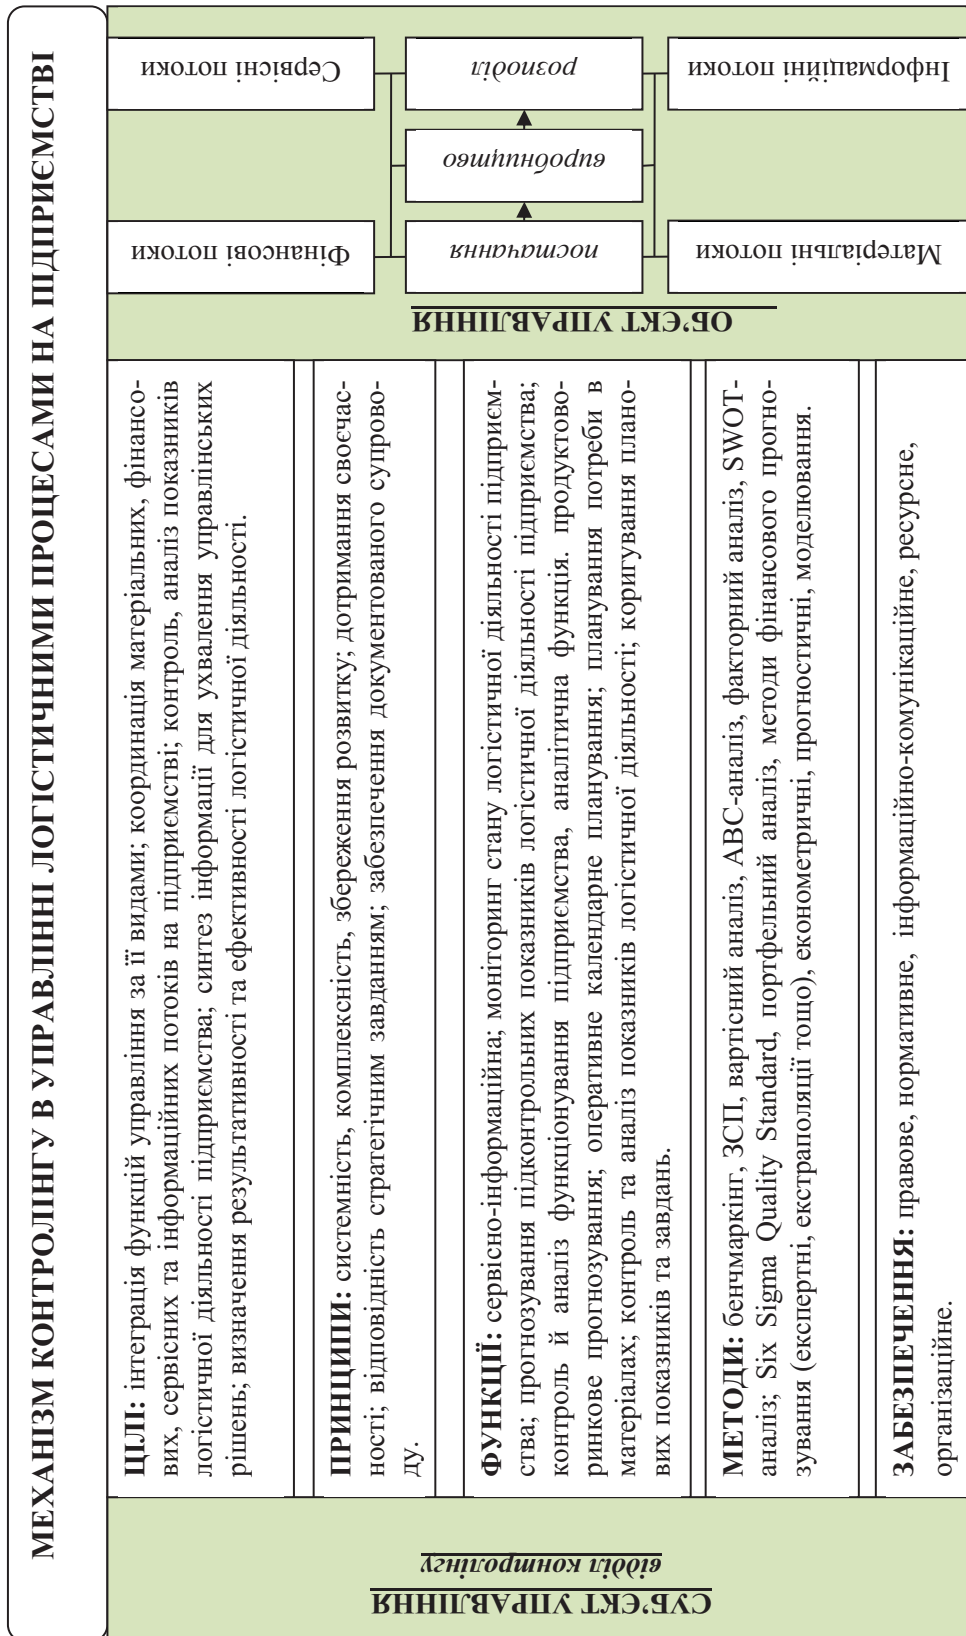 МЕХАНІЗМ КОНТРОЛІНГУ В УПРАВЛІННІ ЛОГІСТИЧНИМИ ПРОЦЕСАМИ НА ПІДПРИЄМСТВІ
СУБ’ЄКТ УПРАВЛІННЯ
відділ контролінгу
ЦІЛІ: інтеграція функцій управління за її видами; координація матеріальних, фінансо-
вих, сервісних та інформаційних потоків на підприємстві; контроль, аналіз показників
логістичної діяльності підприємства; синтез інформації для ухвалення управлінських
рішень; визначення результативності та ефективності логістичної діяльності.
ПРИНЦИПИ: системність, комплексність, збереження розвитку; дотримання своєчас-
ності; відповідність стратегічним завданням; забезпечення документованого супрово-
ду.
ФУНКЦІЇ: сервісно-інформаційна; моніторинг стану логістичної діяльності підприєм-
ства; прогнозування підконтрольних показників логістичної діяльності підприємства;
контроль й аналіз функціонування підприємства, аналітична функція. продуктово-
ринкове прогнозування; оперативне календарне планування; планування потреби в
матеріалах; контроль та аналіз показників логістичної діяльності; коригування плано-
вих показників та завдань.
МЕТОДИ: бенчмаркінг, ЗСП, вартісний аналіз, АВС-аналіз, факторний аналіз, SWOT-
аналіз; Six Sigma Quality Standard, портфельний аналіз, методи фінансового прогно-
зування (експертні, екстраполяції тощо), економетричні, прогностичні, моделювання.
ЗАБЕЗПЕЧЕННЯ: правове, нормативне, інформаційно-комунікаційне, ресурсне,
організаційне.
ОБ’ЄКТ УПРАВЛІННЯ
Фінансові потоки
Сервісні потоки
постачання
виробництво
розподіл
Матеріальні потоки
Інформаційні потоки